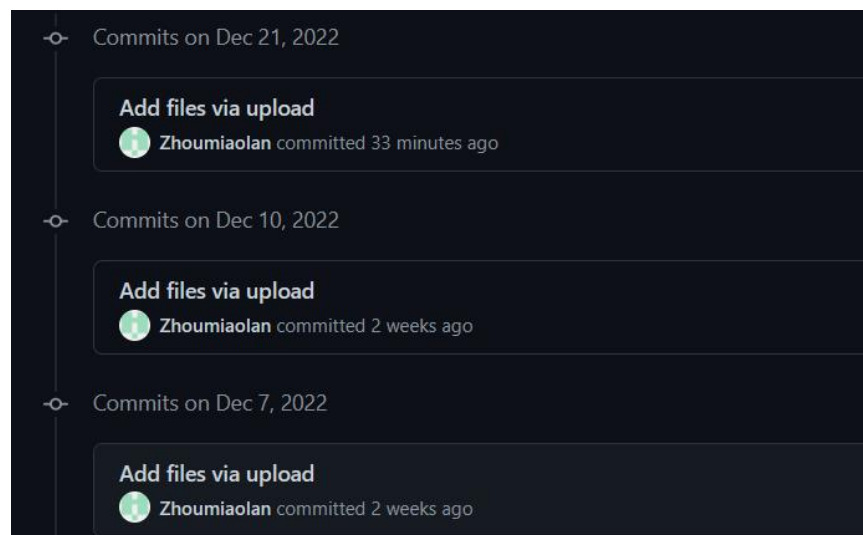 Commits on Dec 21, 2022
Add files via upload
Zhoumiaolan committed 33 minutes ago
Commits on Dec 10, 2022
Add files via upload
Zhoumiaolan committed 2 weeks ago
Commits on Dec 7, 2022
Add files via upload
Zhoumiaolan committed 2 weeks ago